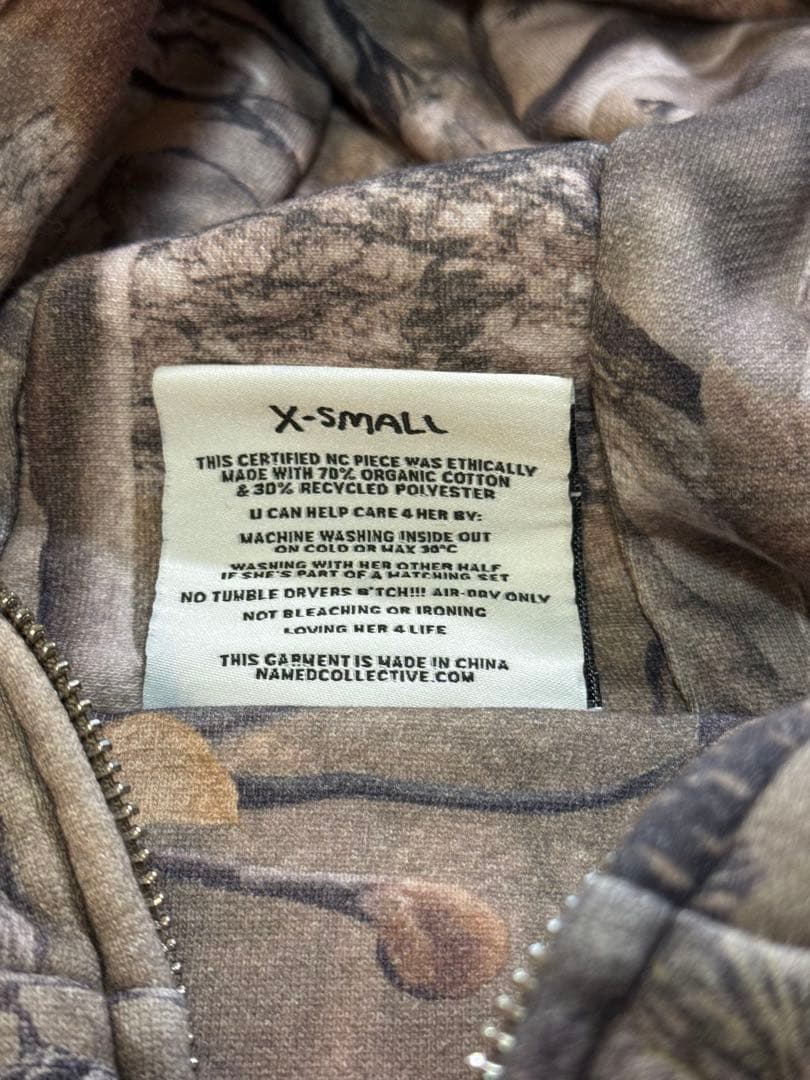 X-SMALL
THIS CERTIFIED NC PIECE WAS ETHICALLY
MADE WITH 70% ORGANIC COTTON
& 30% RECYCLED POLYESTER
U CAN HELP CARE 4 HER BY:
MACHINE WASHING INSIDE OUT
ON COLD OR MAX 30°C
WASHING WITH HER OTHER HALF
IF SHE'S PART OF A MATCHING SET
NO TUMBLE DRYERS B*TCH!!! AIR-DRY ONLY
NOT BLEACHING OR IRONING
LOVING HER 4 LIFE
THIS GARMENT IS MADE IN CHINA
NAMEDCOLLECTIVE.COM